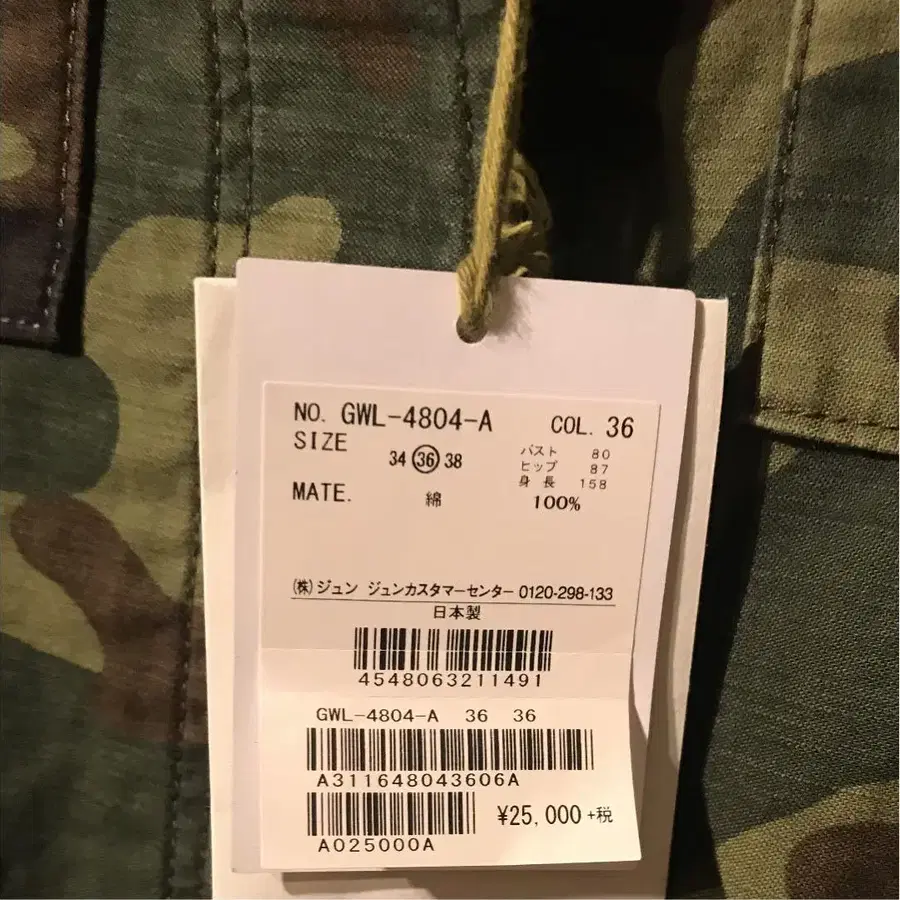 NO. GWL-4804-A COL. 36
SIZE
34 36 38
バスト 80
ヒップ 87
身長 158
MATE. 綿 100%
(株)ジュン ジュンカスタマーセンター 0120-298-133
日本製
4548063211491
GWL-4804-A 36 36
A311648043606A
¥25,000+税
A025000A